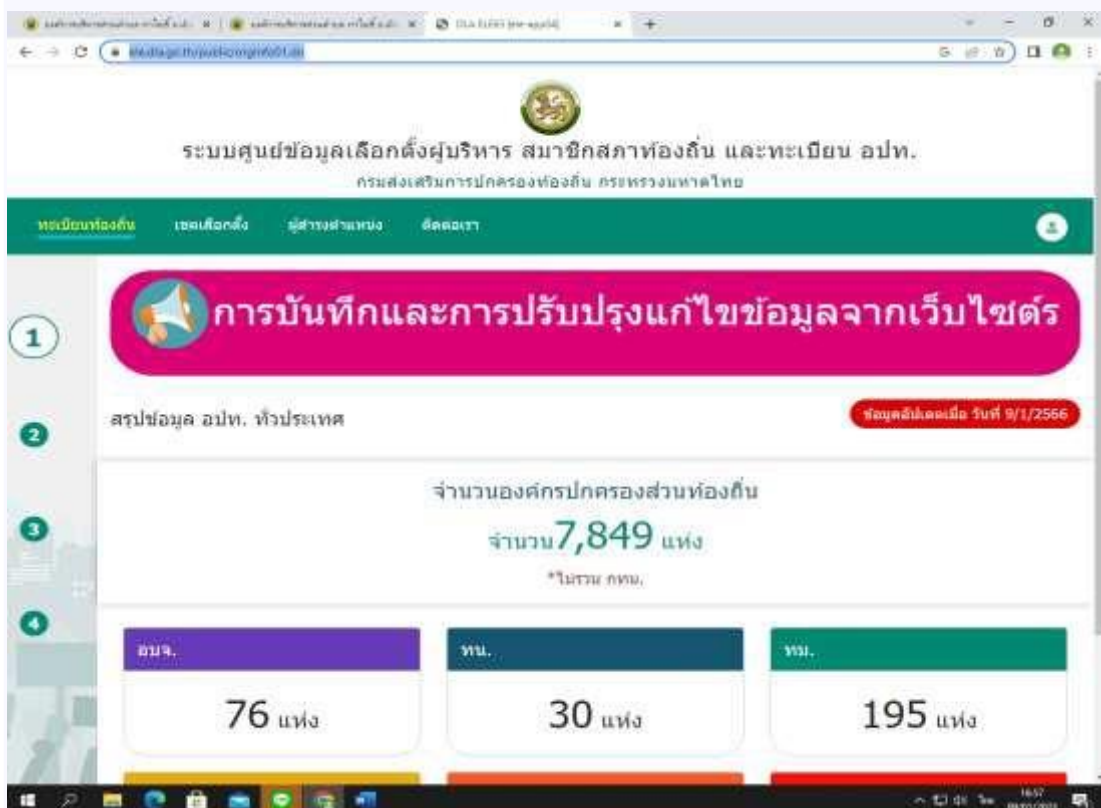 ระบบศูนย์ข้อมูลเลือกตั้งผู้บริหาร สมาชิกสภาท้องถิ่น และทะเบียน อปท.
กรมส่งเสริมการปกครองท้องถิ่น กระทรวงมหาดไทย
ทะเบียนท้องถิ่น เขตเลือกตั้ง ผู้ดำรงตำแหน่ง ติดต่อเรา
การบันทึกและการปรับปรุงแก้ไขข้อมูลจากเว็บไซต์ร
1
สรุปข้อมูล อปท. ทั่วประเทศ
ข้อมูลอัปเดตเมื่อ วันที่ 9/1/2566
2
จำนวนองค์กรปกครองส่วนท้องถิ่น
3
จำนวน7,849 แห่ง
*ไม่รวม กทม.
4
อบจ. ทน. ทม.
76 แห่ง 30 แห่ง 195 แห่ง
16:57